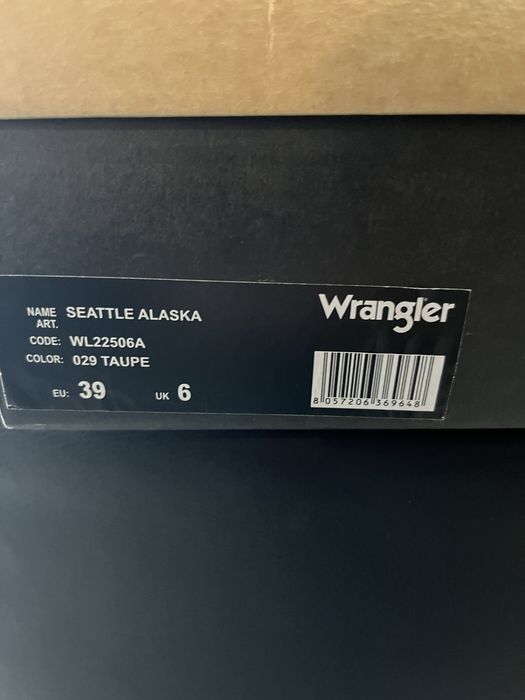 Wrangler
NAME ART. SEATTLE ALASKA
CODE: WL22506A
COLOR: 029 TAUPE
EU: 39 UK 6
8 057206 369648